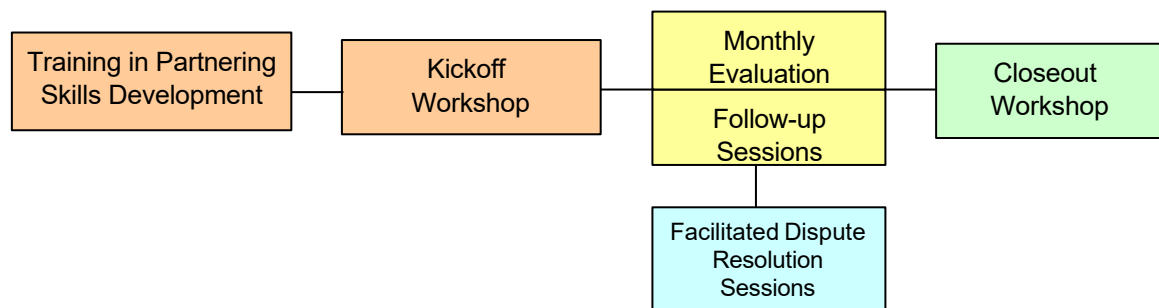 Training in Partnering
Skills Development
Kickoff
Workshop
Monthly
Evaluation
Follow-up
Sessions
Closeout
Workshop
Facilitated Dispute
Resolution
Sessions